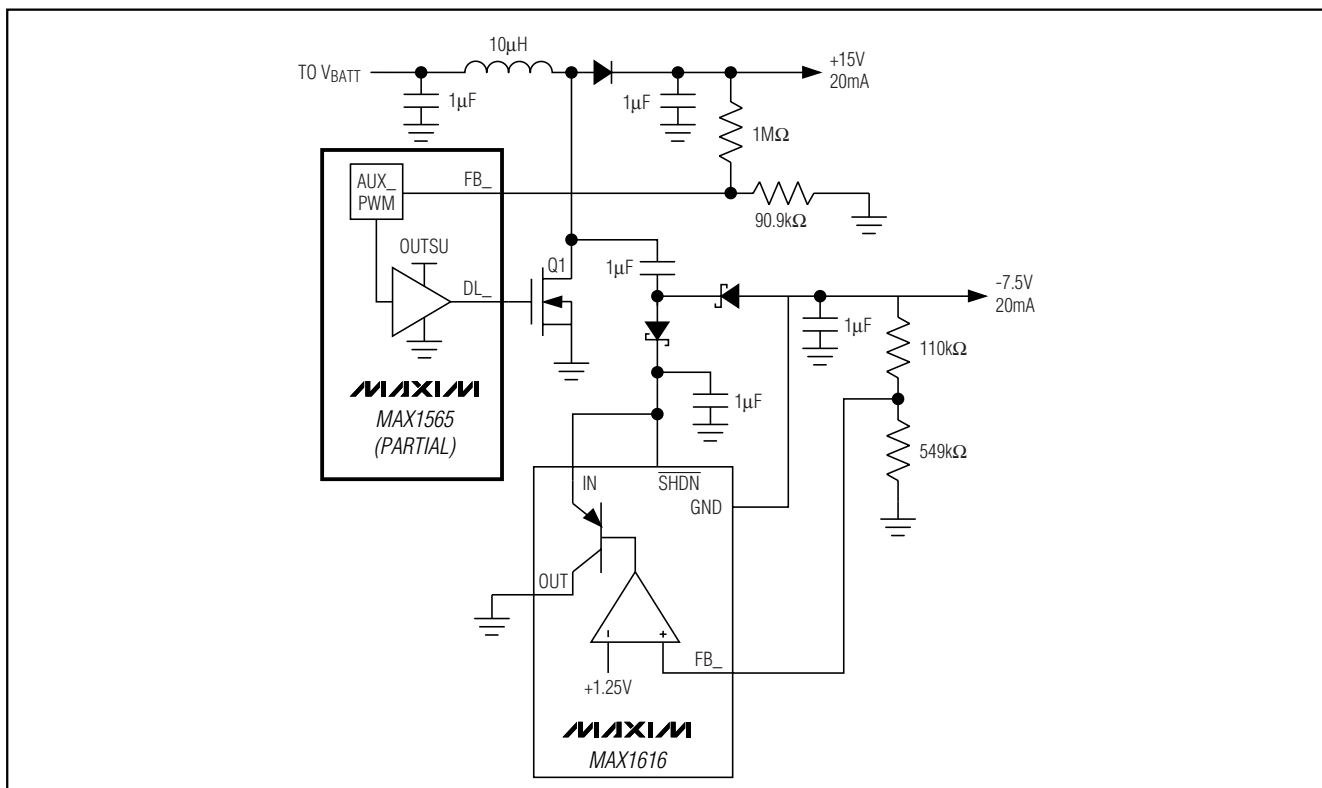 10μH
TO VBATT
+15V
20mA
1μF
1μF
1MΩ
AUX_
PWM
FB_
90.9kΩ
OUTSU
Q1
1μF
DL_
-7.5V
20mA
1μF
110kΩ
MAXIM
MAX1565
(PARTIAL)
1μF
549kΩ
IN
SHDN
GND
OUT
- +
FB_
+1.25V
MAXIM
MAX1616